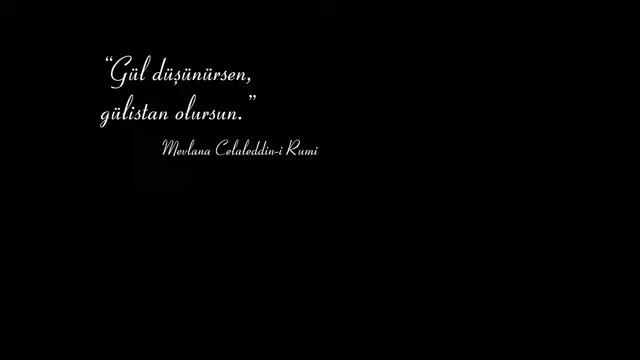 “Gül düşünürsen,
gülistan olursun.”
Mevlana Celaleddin-i Rumi